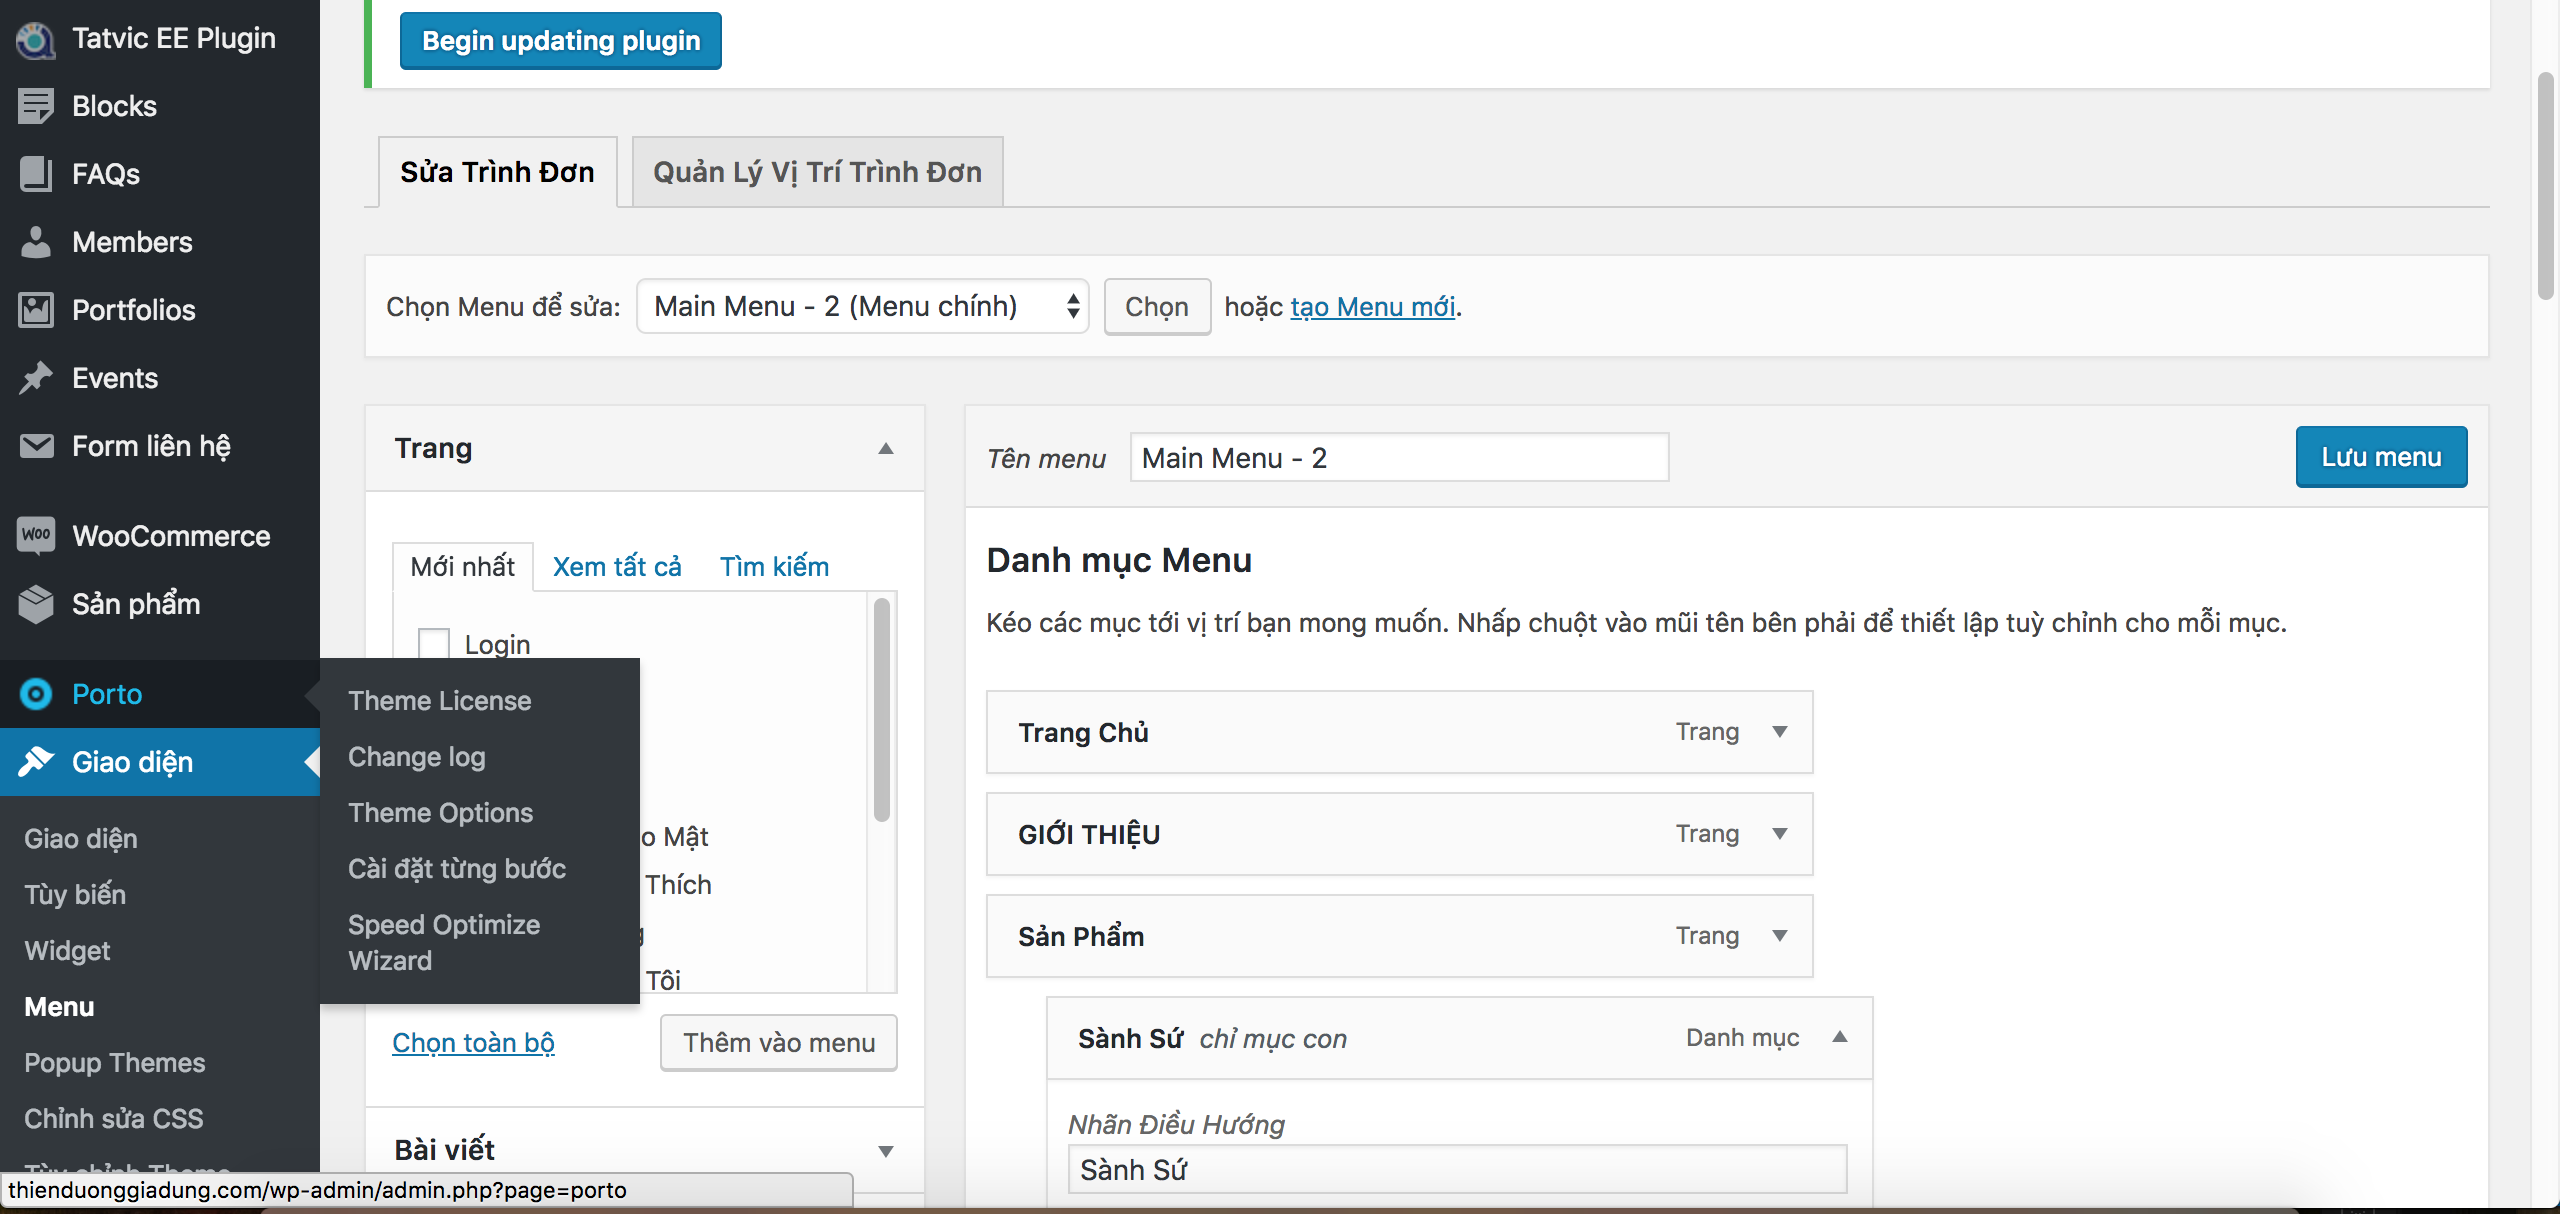 Tatvic EE Plugin
Blocks
FAQs
Members
Portfolios
Events
Form liên hệ
WOO
WooCommerce
Sản phẩm
Porto
Giao diện
Giao diện
Tùy biến
Widget
Menu
Popup Themes
Chỉnh sửa CSS
Tùy chỉnh Theme
thienduonggiadung.com/wp-admin/admin.php?page=porto
Theme License
Change log
Theme Options
Cài đặt từng bước
Speed Optimize
Wizard
Begin updating plugin
Sửa Trình Đơn
Quản Lý Vị Trí Trình Đơn
Chọn Menu để sửa:
Main Menu - 2 (Menu chính)
Chọn
hoặc tạo Menu mới.
Trang
Mới nhất
Xem tất cả
Tìm kiếm
Login
o Mật
Thích
Tôi
Chọn toàn bộ
Thêm vào menu
Bài viết
Tên menu
Main Menu - 2
Lưu menu
Danh mục Menu
Kéo các mục tới vị trí bạn mong muốn. Nhấp chuột vào mũi tên bên phải để thiết lập tuỳ chỉnh cho mỗi mục.
Trang Chủ
Trang
GIỚI THIỆU
Trang
Sản Phẩm
Trang
Sành Sứ chỉ mục con
Danh mục
Nhãn Điều Hướng
Sành Sứ